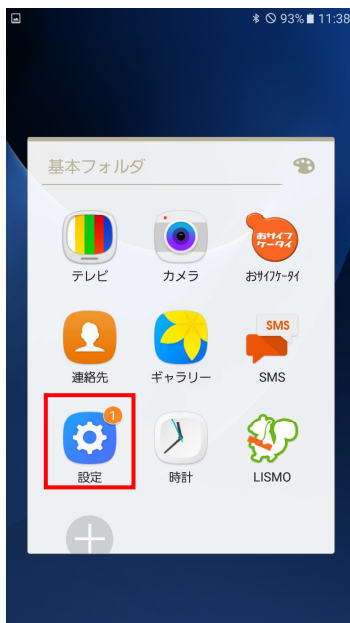 93% 11:38
基本フォルダ
おサイフ
ケータイ
テレビ
カメラ
おサイフケータイ
SMS
連絡先
ギャラリー
SMS
1
設定
時計
LISMO